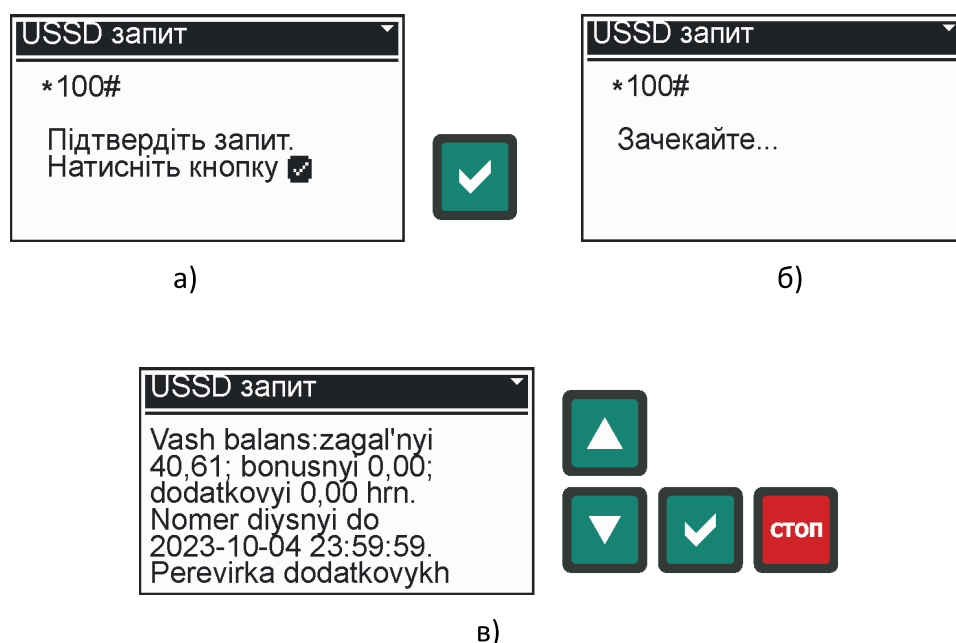 USSD запит
*100#
Підтвердіть запит.
Натисніть кнопку
а)
USSD запит
*100#
Зачекайте...
б)
USSD запит
Vash balans:zagal'nyi
40,61; bonusnyi 0,00;
dodatkovyi 0,00 hrn.
Nomer diysnyi do
2023-10-04 23:59:59.
Perevirka dodatkovykh
СТОП
в)